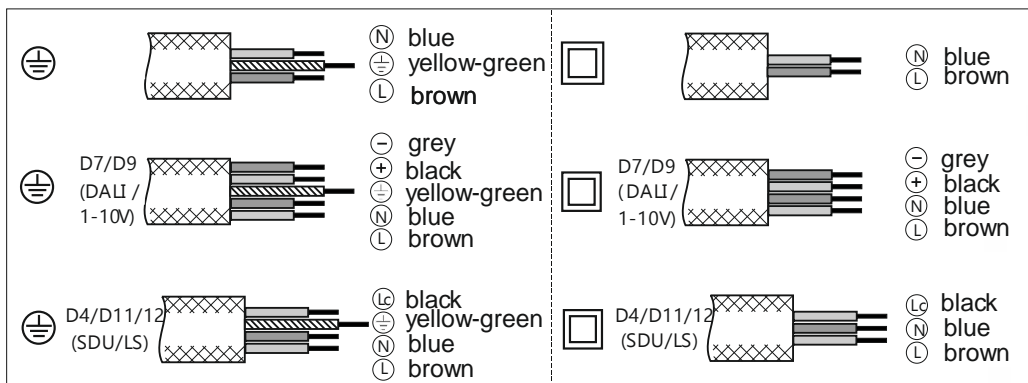 N blue
yellow-green
L brown
N blue
L brown
D7/D9
(DALI /
1-10V)
− grey
+ black
yellow-green
N blue
L brown
D7/D9
(DALI /
1-10V)
− grey
+ black
N blue
L brown
D4/D11/12
(SDU/LS)
Lc black
yellow-green
N blue
L brown
D4/D11/12
(SDU/LS)
Lc black
N blue
L brown